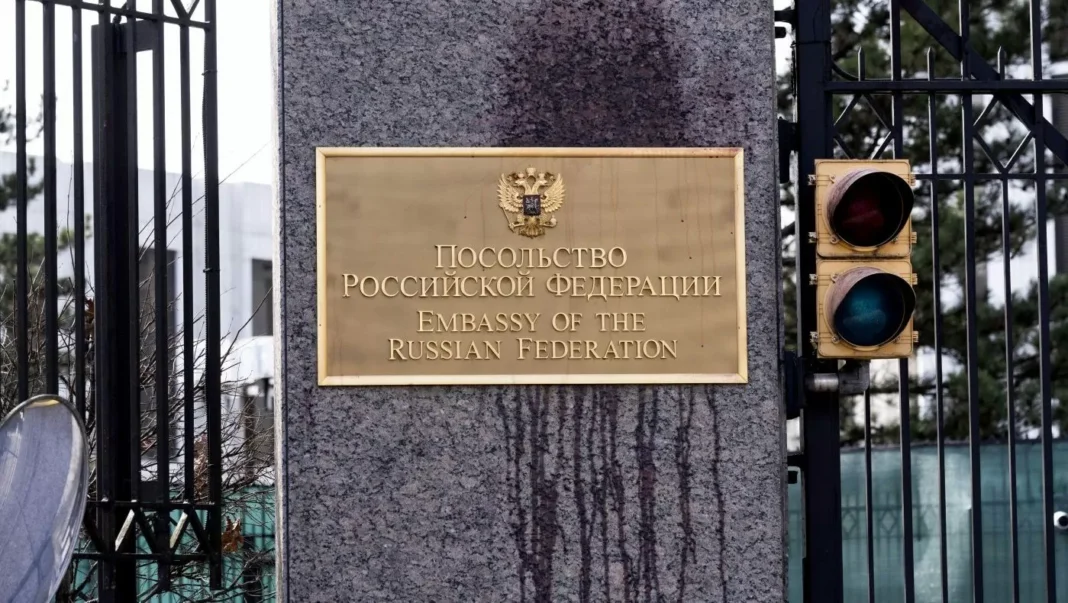 Посольство
Российской Федерации
Embassy of the
Russian Federation